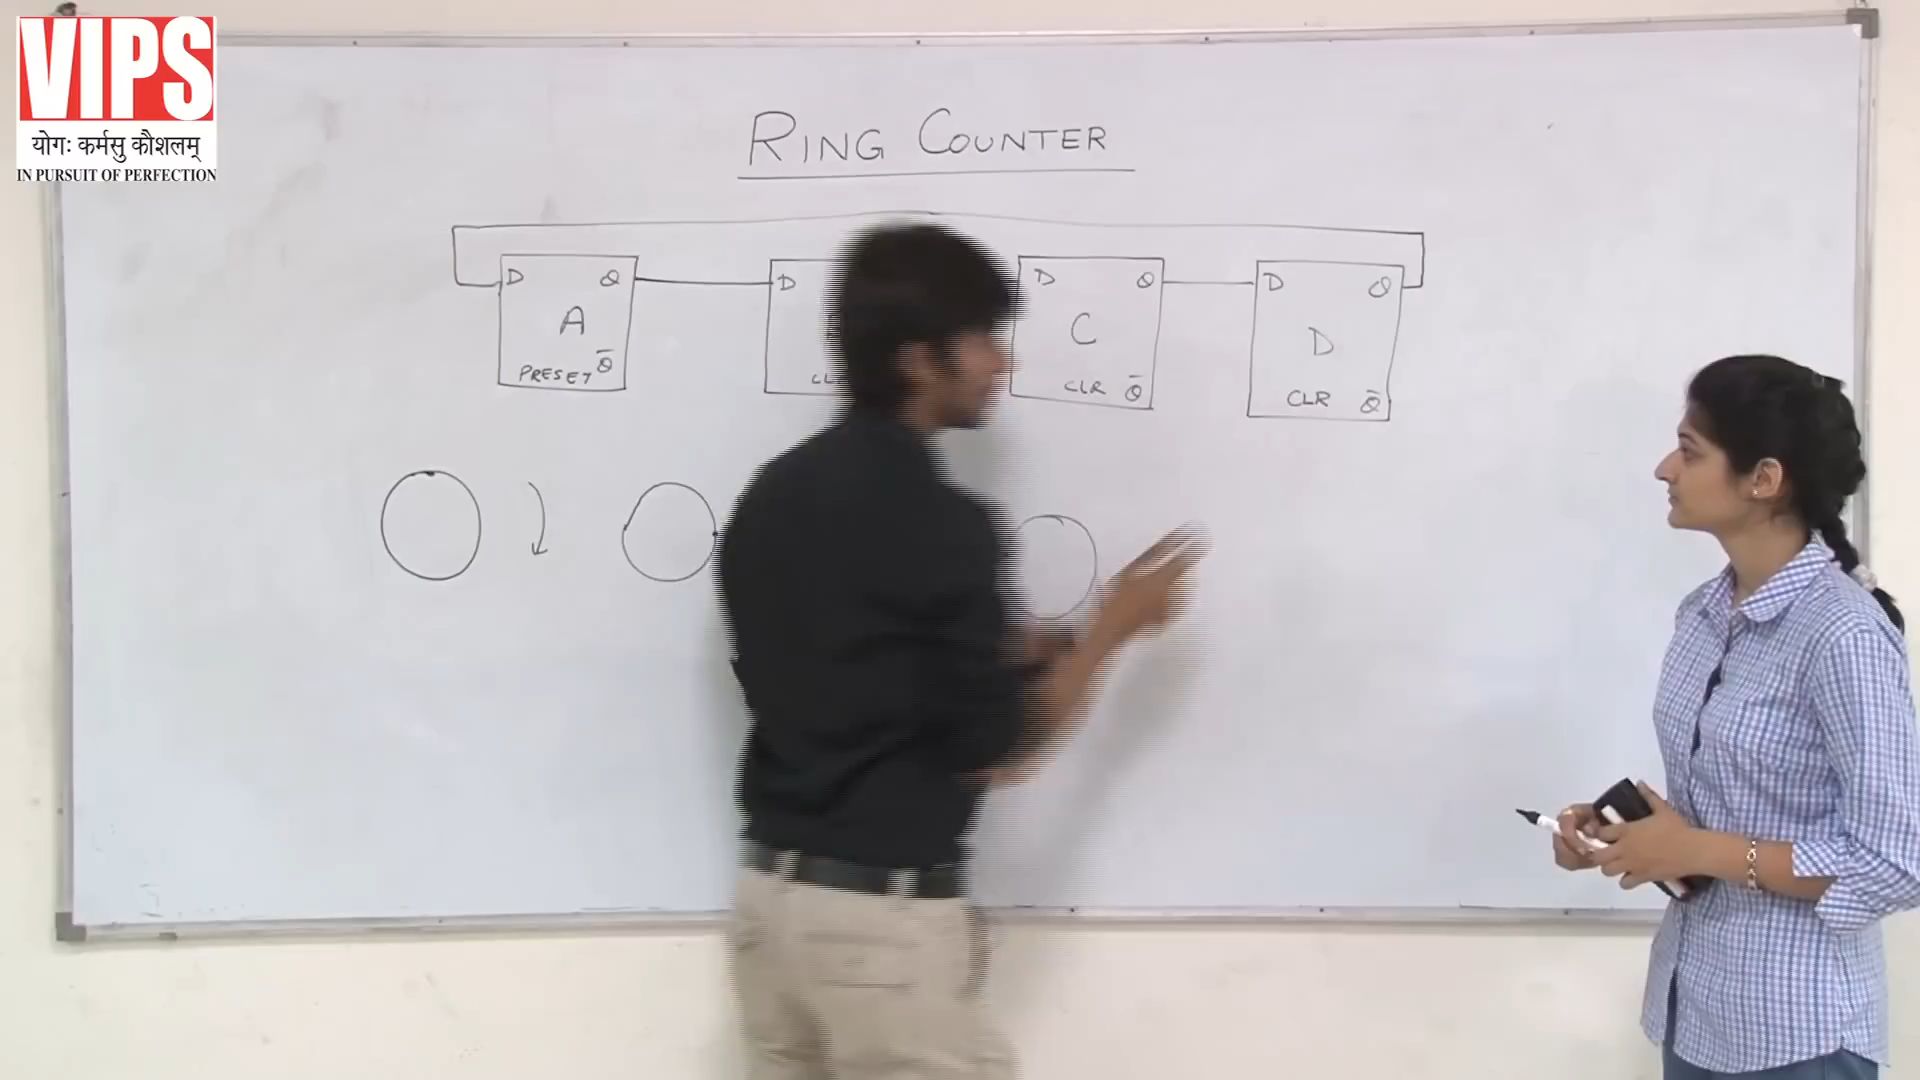 VIPS
योगः कर्मसु कौशलम्
IN PURSUIT OF PERFECTION
RING COUNTER
D Q D D Q D Q
A C D
PRESET Q̅ CLR Q̅ CLR Q̅